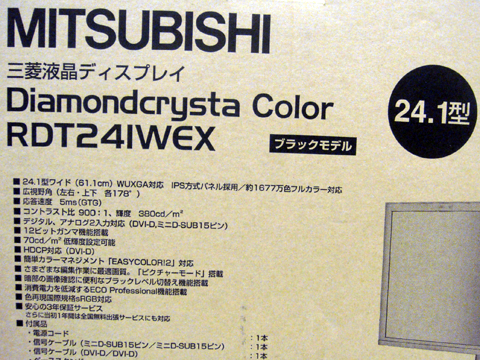 MITSUBISHI
三菱液晶ディスプレイ
Diamondcrysta Color
RDT241WEX
ブラックモデル
24.1型
■ 24.1型ワイド（61.1cm）WUXGA対応 IPS方式パネル採用／約1677万色フルカラー対応
■ 広視野角（左右・上下 各178°）
■ 応答速度 5ms(GTG)
■ コントラスト比 900：1、輝度 380cd／m²
■ デジタル、アナログ2入力対応（DVI-D,ミニD-SUB15ピン）
■ 12ビットガンマ機能搭載
■ 70cd／m² 低輝度設定可能
■ HDCP対応（DVI-D）
■ 簡単カラーマネジメント「EASYCOLOR!2」対応
■ さまざまな編集作業に最適画質。「ピクチャーモード」搭載
■ 暗部の画像確認に便利なブラックレベル切替え機能搭載
■ 消費電力を低減するECO Professional機能搭載
■ 色再現国際規格sRGB対応
■ 安心の3年保証サービス
さらに当初1年間は全国無料出張サービスにも対応
■ 付属品
・電源コード ：1本
・信号ケーブル（ミニD-SUB15ピン／ミニD-SUB15ピン） ：1本
・信号ケーブル（DVI-D／DVI-D） ：1本